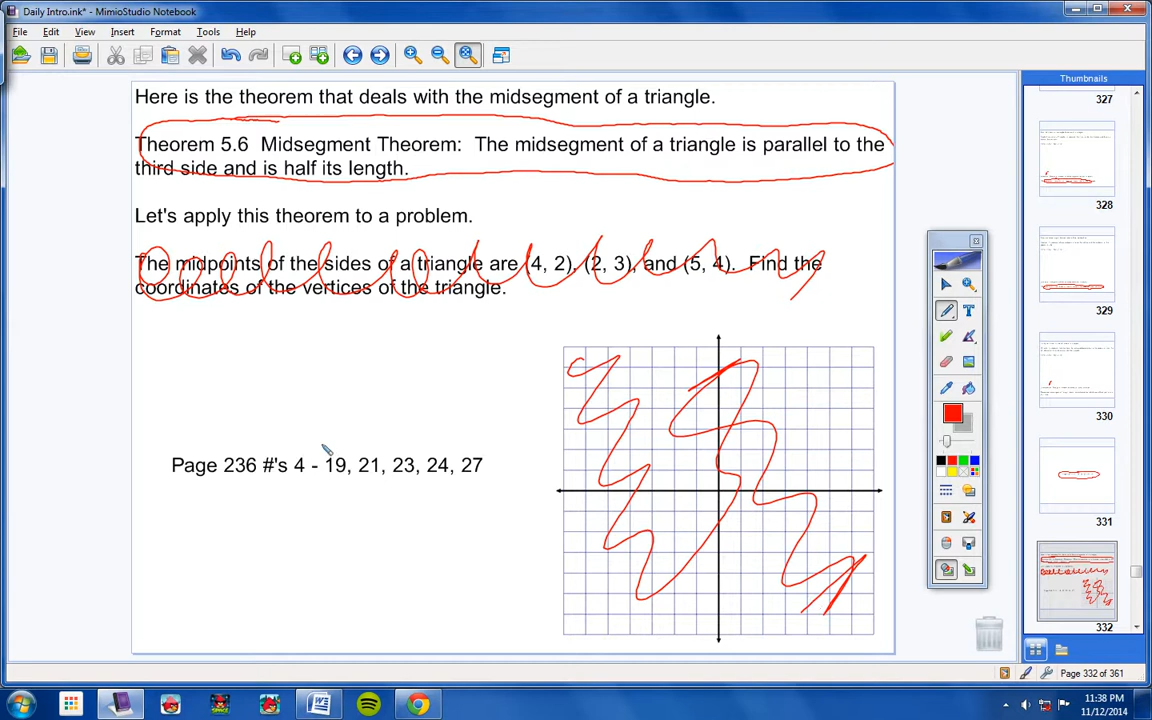 Daily Intro.ink* - MimioStudio Notebook
File Edit View Insert Format Tools Help
Here is the theorem that deals with the midsegment of a triangle.
Theorem 5.6 Midsegment Theorem: The midsegment of a triangle is parallel to the
third side and is half its length.
Let's apply this theorem to a problem.
The midpoints of the sides of a triangle are (4, 2), (2, 3), and (5, 4). Find the
coordinates of the vertices of the triangle.
Page 236 #'s 4 - 19, 21, 23, 24, 27
Thumbnails
327
328
329
330
331
332
Page 332 of 361
11:38 PM
11/12/2014